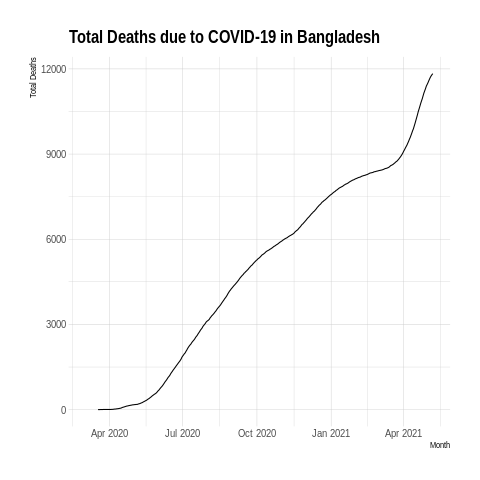 Total Deaths due to COVID-19 in Bangladesh
Total Deaths
12000
9000
6000
3000
0
Apr 2020 Jul 2020 Oct 2020 Jan 2021 Apr 2021
Month